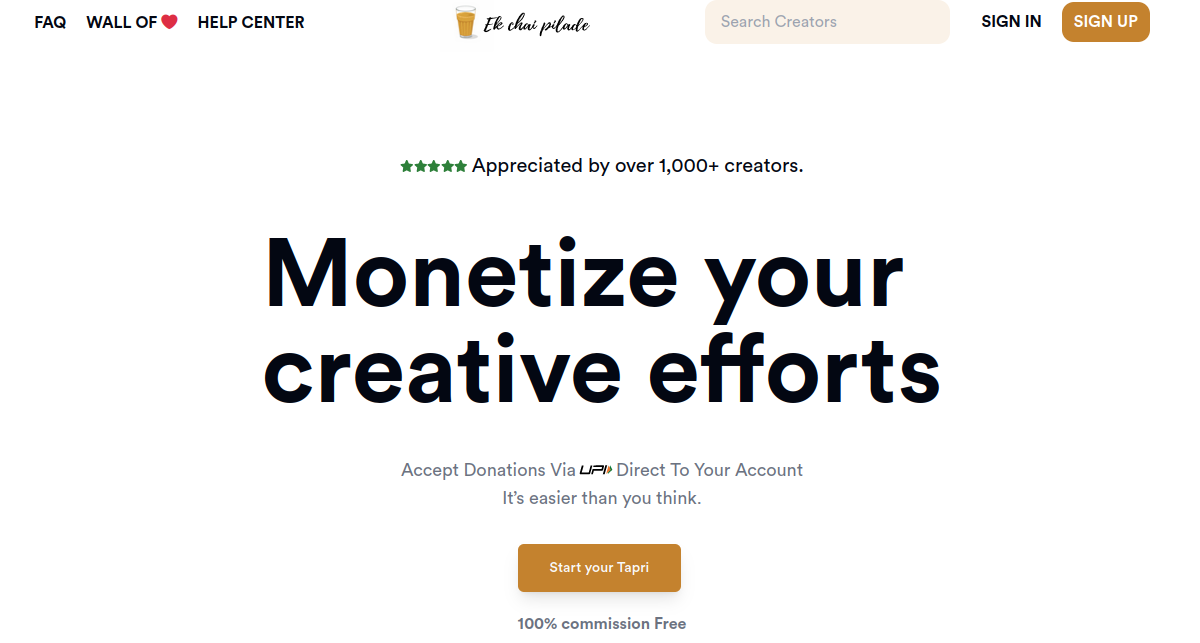 FAQ WALL OF ❤️ HELP CENTER Ek chai pilade Search Creators SIGN IN SIGN UP
Appreciated by over 1,000+ creators.
Monetize your
creative efforts
Accept Donations Via UPI Direct To Your Account
It’s easier than you think.
Start your Tapri
100% commission Free